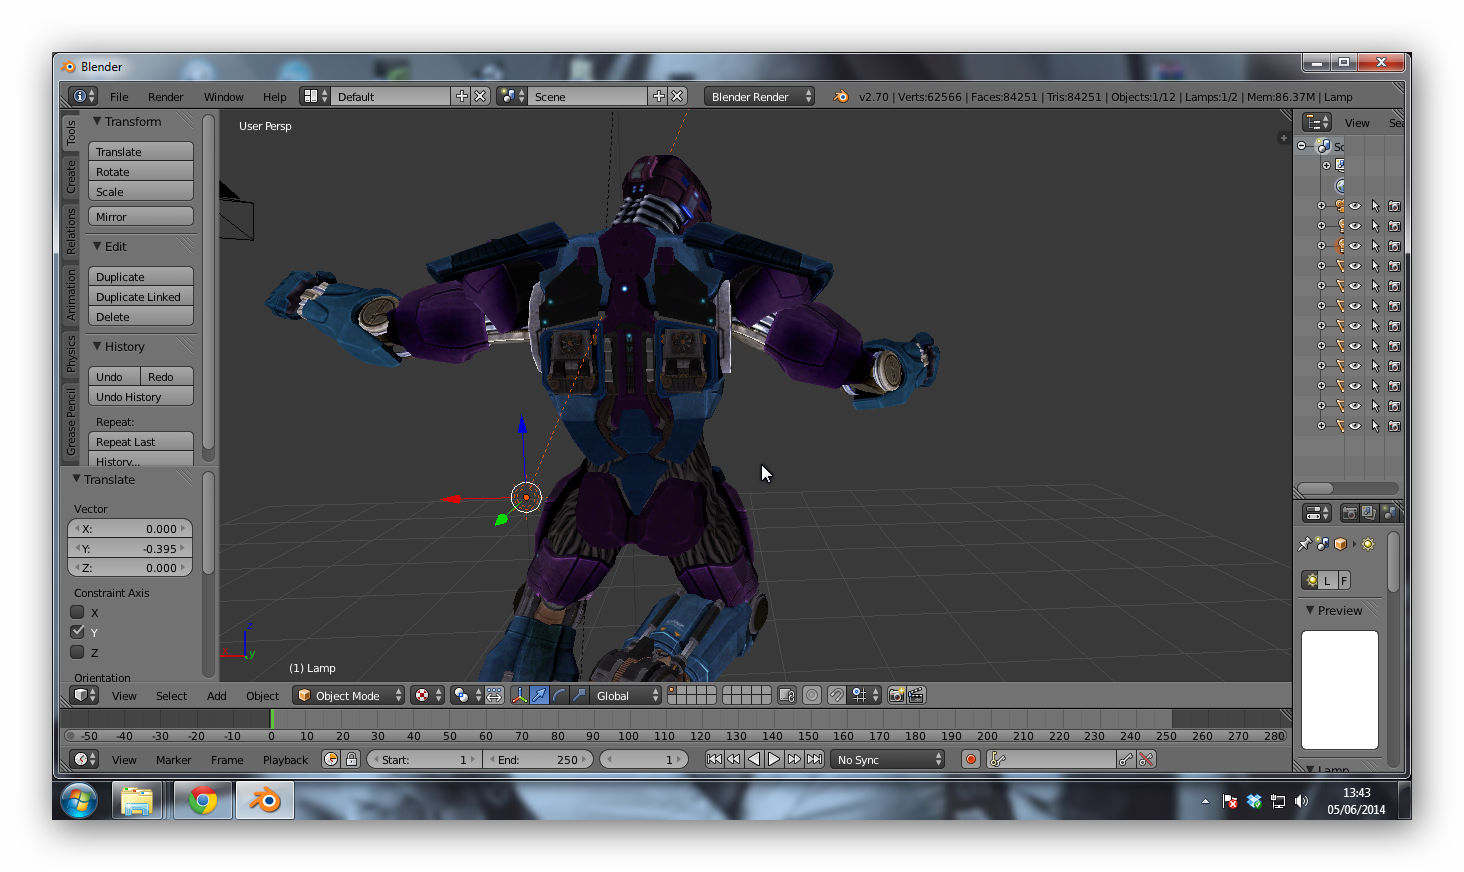 Blender
File Render Window Help Default Scene Blender Render v2.70 | Verts:62566 | Faces:84251 | Tris:84251 | Objects:1/12 | Lamps:1/2 | Mem:86.37M | Lamp
Tools
Create
Relations
Animation
Physics
Grease Pencil
Transform
Translate
Rotate
Scale
Mirror
Edit
Duplicate
Duplicate Linked
Delete
History
Undo Redo
Undo History
Repeat:
Repeat Last
History...
Translate
Vector
X: 0.000
Y: -0.395
Z: 0.000
Constraint Axis
X
Y
Z
Orientation
User Persp
z
y
(1) Lamp
View Se
Sc
L F
Preview
Lamp
View Select Add Object Object Mode Global
-50 -40 -30 -20 -10 0 10 20 30 40 50 60 70 80 90 100 110 120 130 140 150 160 170 180 190 200 210 220 230 240 250 260 270 280
View Marker Frame Playback Start: 1 End: 250 1 No Sync
13:43
05/06/2014